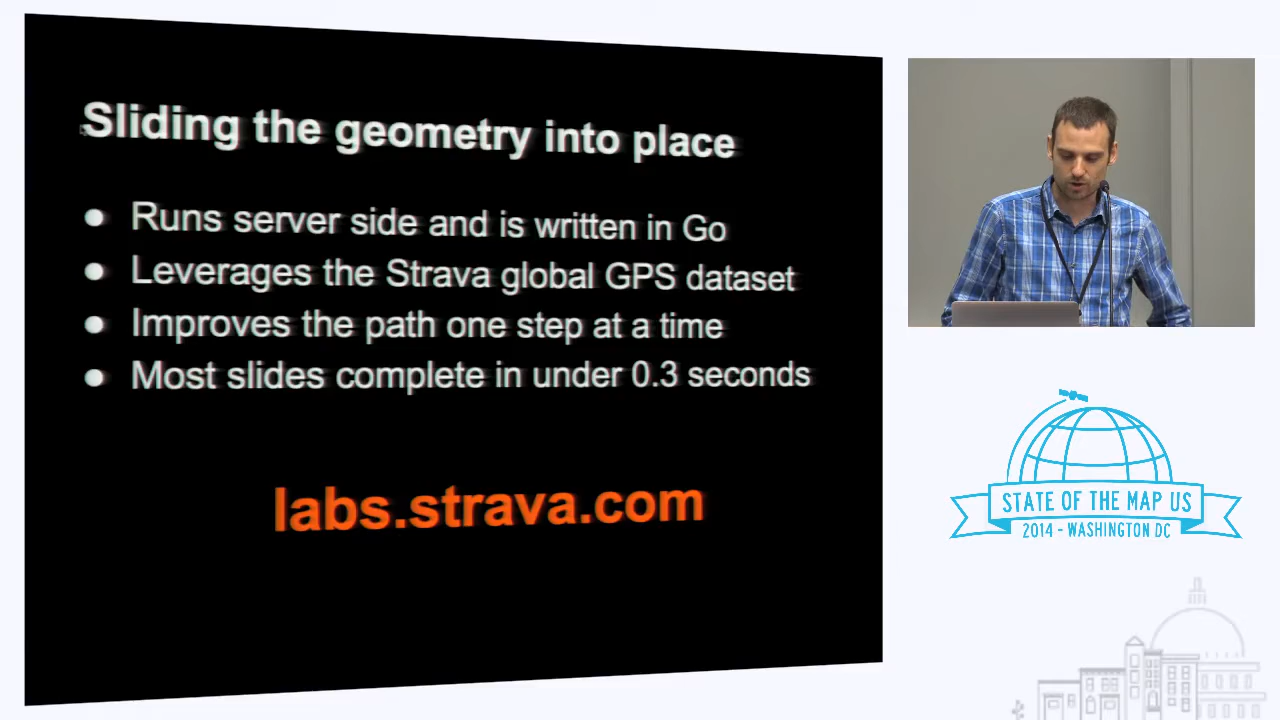 Sliding the geometry into place
● Runs server side and is written in Go
● Leverages the Strava global GPS dataset
● Improves the path one step at a time
● Most slides complete in under 0.3 seconds
labs.strava.com
STATE OF THE MAP US
2014 - WASHINGTON DC